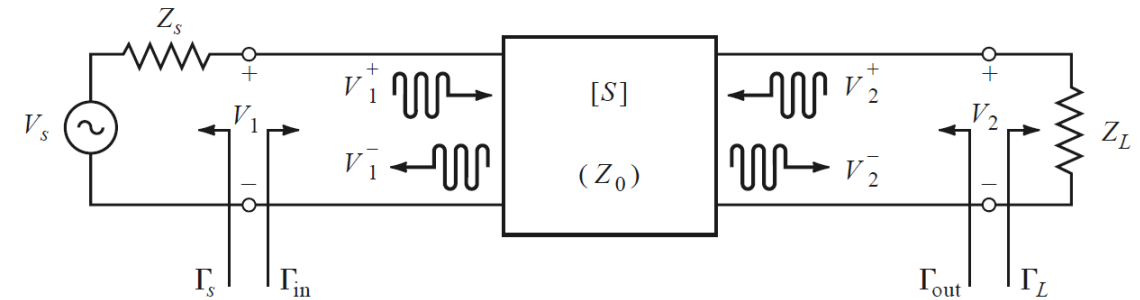 Z_s
+
+
V_1^+
[S]
V_2^+
V_s
V_1
V_2
Z_L
V_1^-
(Z_0)
V_2^-
−
−
Γ_s
Γ_in
Γ_out
Γ_L